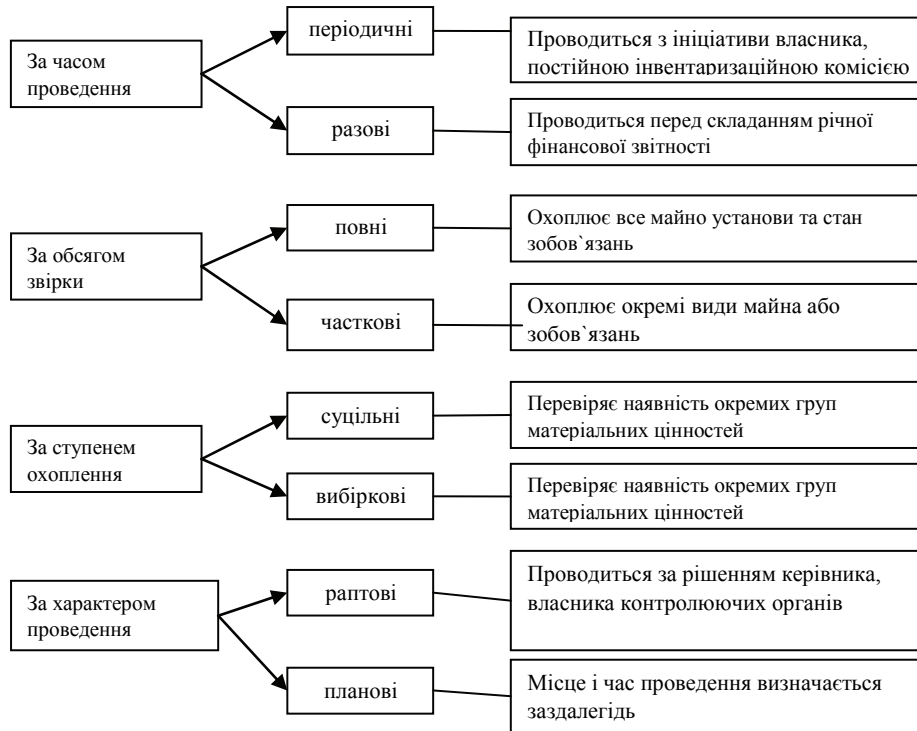 За часом
проведення
періодичні
Проводиться з ініціативи власника,
постійною інвентаризаційною комісією
разові
Проводиться перед складанням річної
фінансової звітності
За обсягом
звірки
повні
Охоплює все майно установи та стан
зобов`язань
часткові
Охоплює окремі види майна або
зобов`язань
За ступенем
охоплення
суцільні
Перевіряє наявність окремих груп
матеріальних цінностей
вибіркові
Перевіряє наявність окремих груп
матеріальних цінностей
За характером
проведення
раптові
Проводиться за рішенням керівника,
власника контролюючих органів
планові
Місце і час проведення визначається
заздалегідь